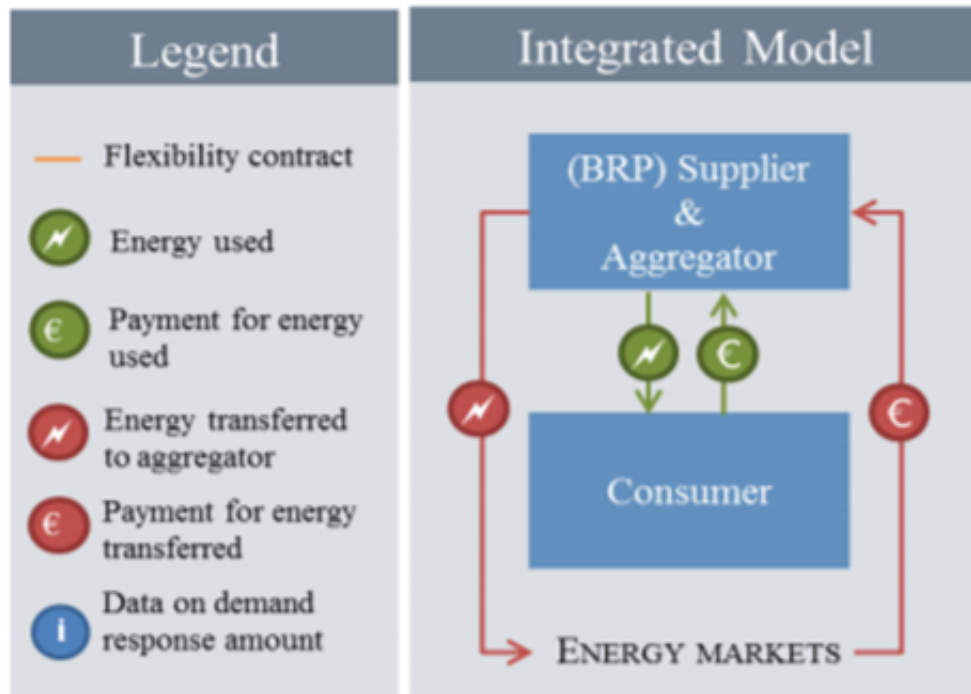 Legend
Flexibility contract
Energy used
€
Payment for energy
used
Energy transferred
to aggregator
€
Payment for energy
transferred
i
Data on demand
response amount
Integrated Model
(BRP) Supplier
&
Aggregator
€
€
Consumer
ENERGY MARKETS